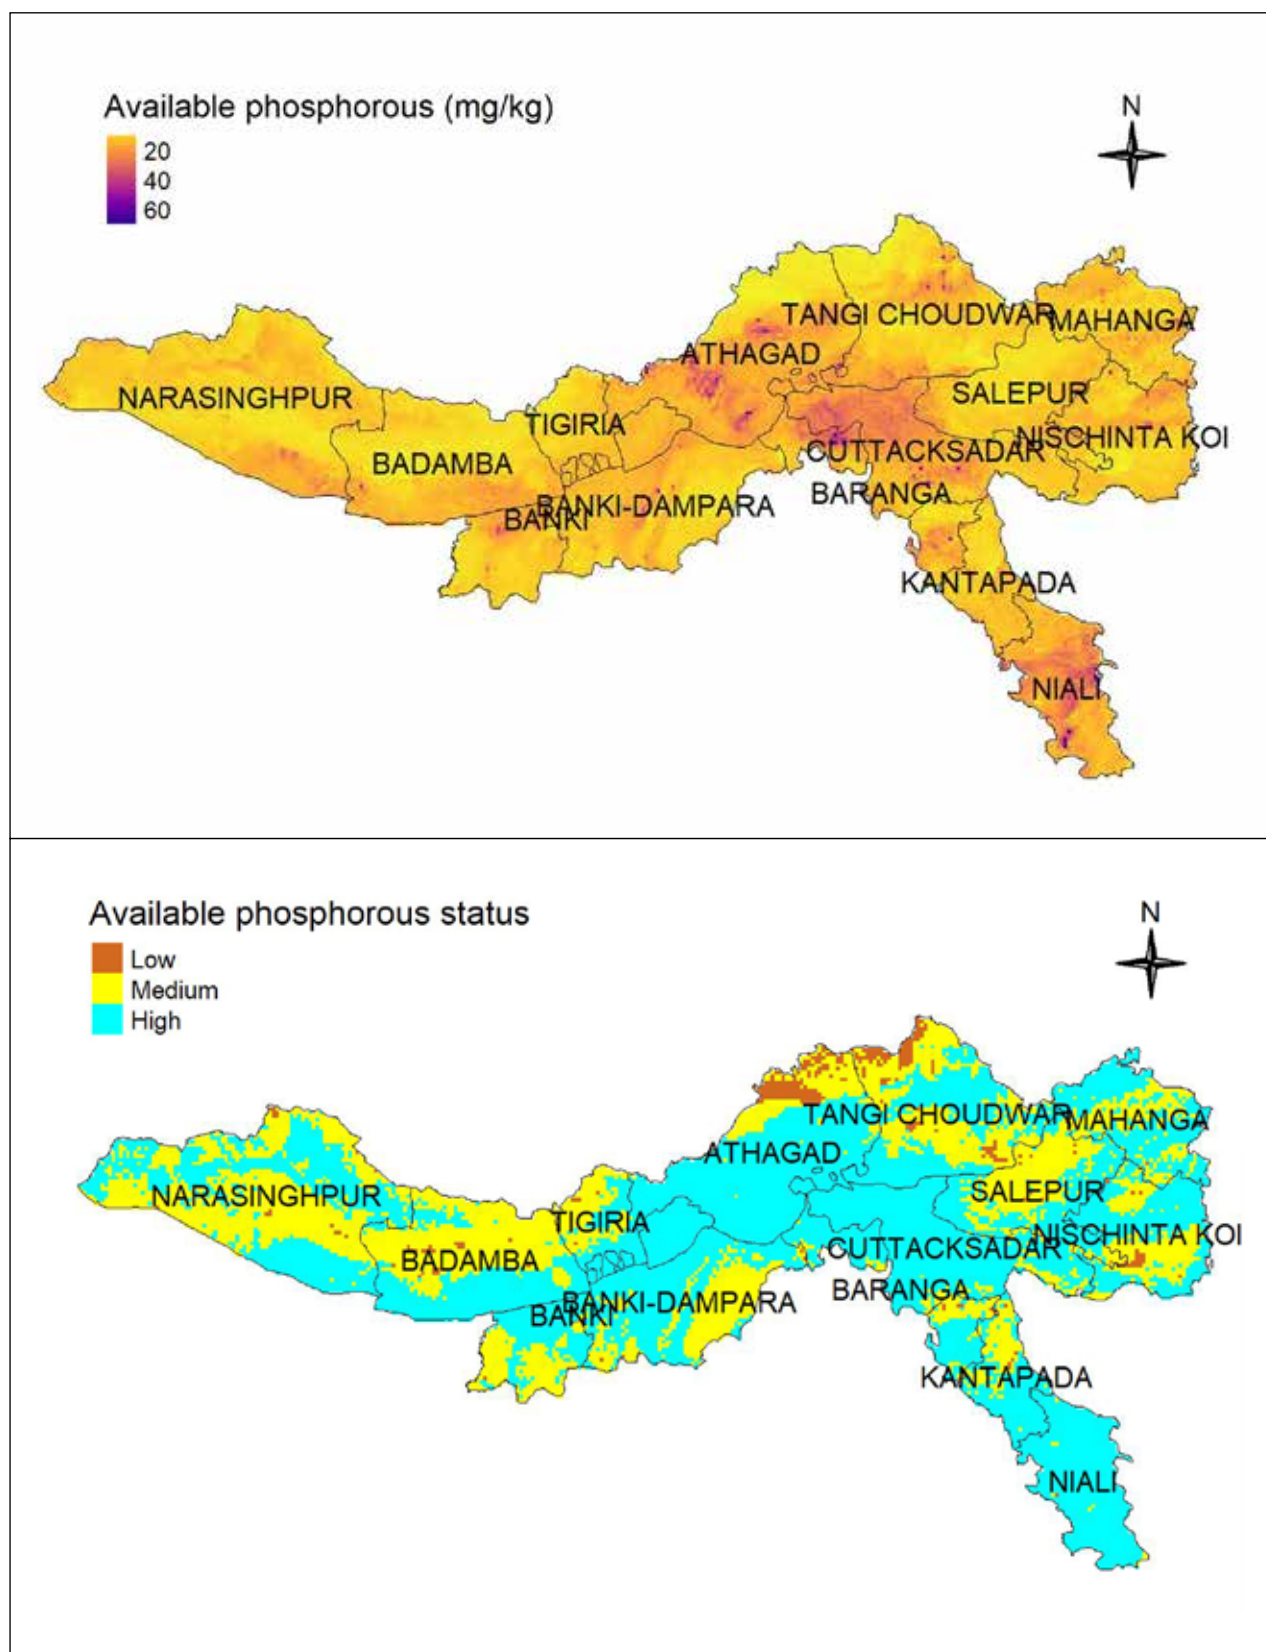 Available phosphorous (mg/kg)
20
40
60
N
TANGI CHOUDWAR
MAHANGA
ATHAGAD
NARASINGHPUR
SALEPUR
TIGIRIA
NISCHINTA KOI
CUTTACKSADAR
BADAMBA
BARANGA
BANKI-DAMPARA
BANKI
KANTAPADA
NIALI
Available phosphorous status
Low
Medium
High
N
TANGI CHOUDWAR
MAHANGA
ATHAGAD
NARASINGHPUR
SALEPUR
TIGIRIA
NISCHINTA KOI
CUTTACKSADAR
BADAMBA
BARANGA
BANKI-DAMPARA
BANKI
KANTAPADA
NIALI